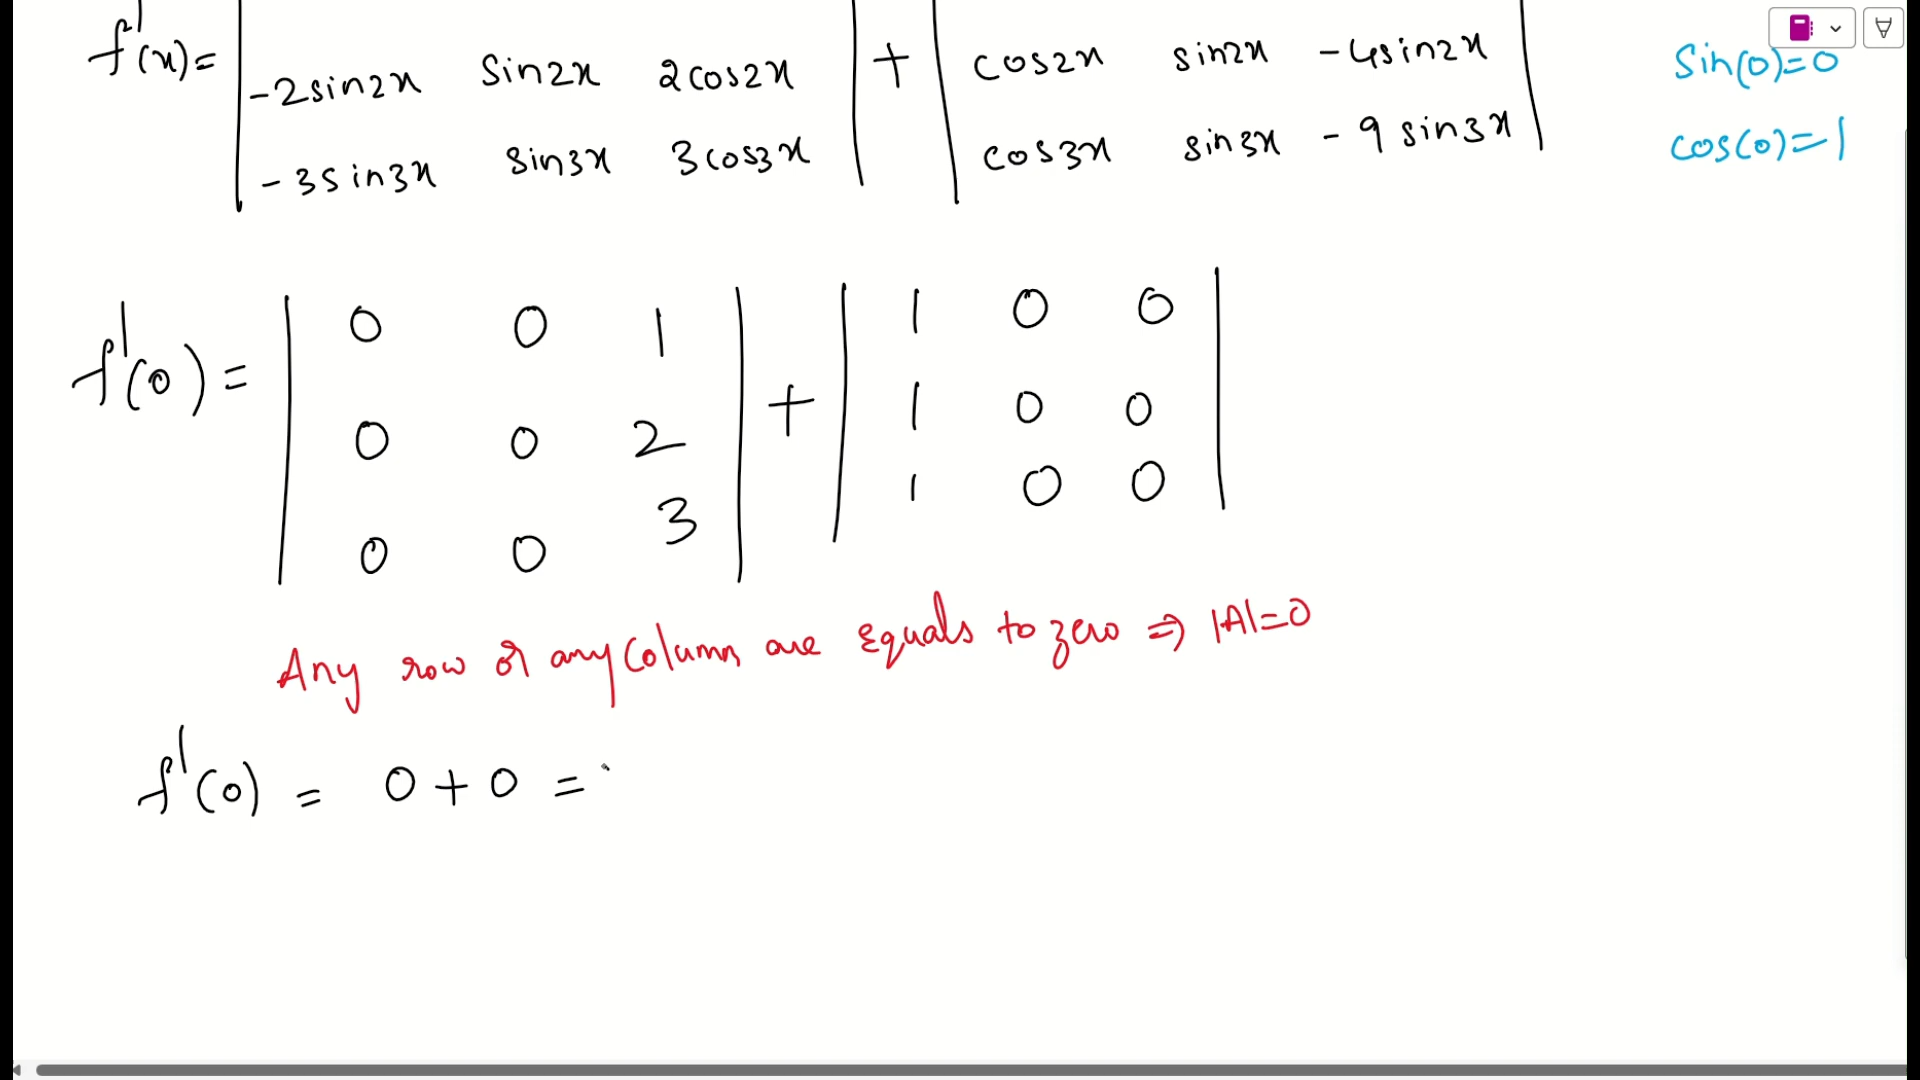 f'(x)= | -2sin2x sin2x 2cos2x | + | cos2x sin2x -4sin2x | Sin(0)=0
-3sin3x sin3x 3cos3x cos3x sin3x -9sin3x cos(0)=1
f'(0)= | 0 0 1 | + | 1 0 0 |
0 0 2 1 0 0
0 0 3 1 0 0
Any row or any column are equals to zero ⇒ |A|=0
f'(0) = 0+0 =